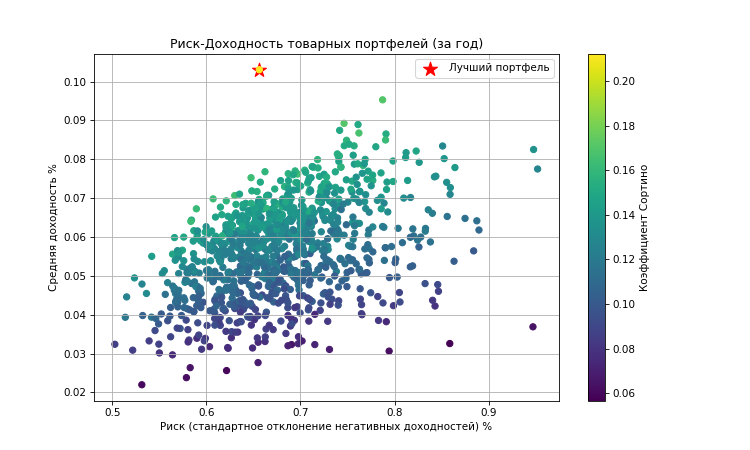 Риск-Доходность товарных портфелей (за год)
Лучший портфель
Средняя доходность %
0.10
0.09
0.08
0.07
0.06
0.05
0.04
0.03
0.02
0.5 0.6 0.7 0.8 0.9
Риск (стандартное отклонение негативных доходностей) %
0.20
0.18
0.16
0.14
0.12
0.10
0.08
0.06
Коэффициент Сортино